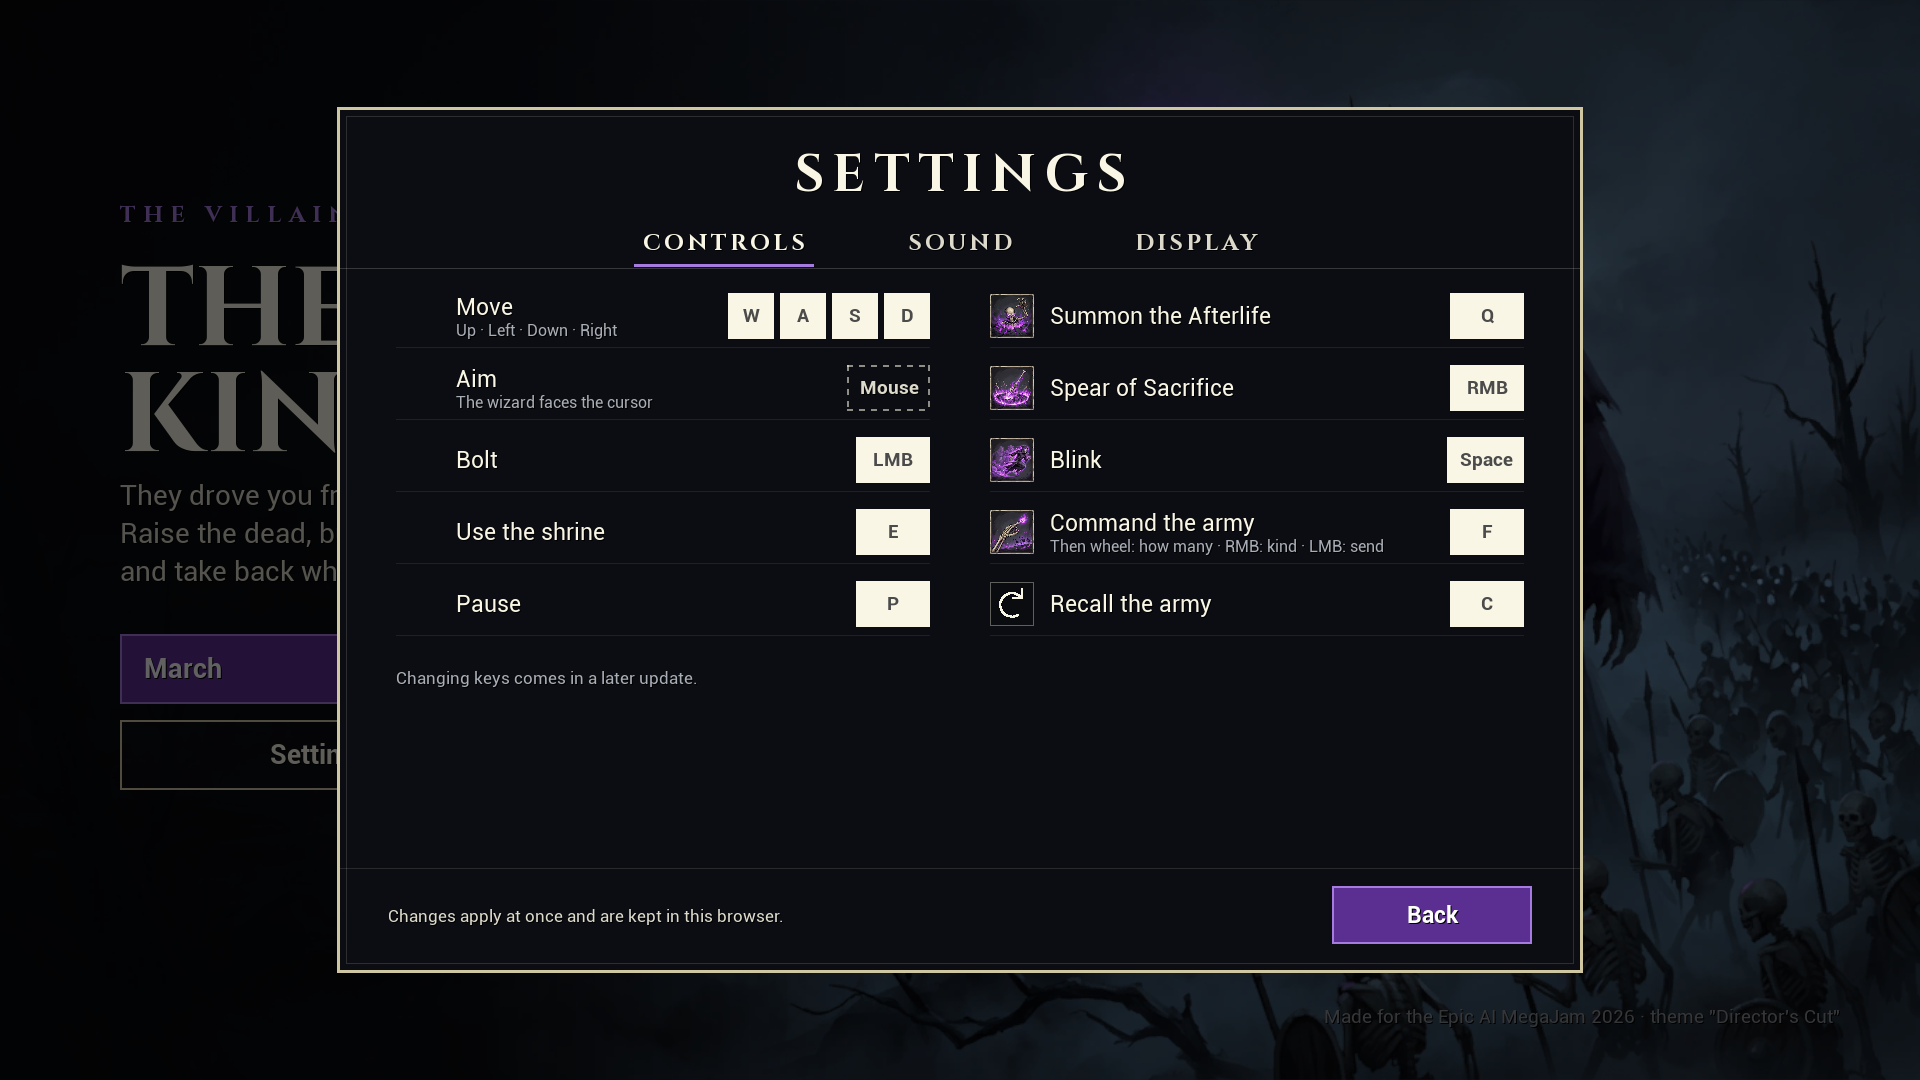 SETTINGS
CONTROLS SOUND DISPLAY
THE VILLAIN
THE
KIN
They drove you fr
Raise the dead, b
and take back wh
March
Settin
Move W A S D
Up · Left · Down · Right
Aim Mouse
The wizard faces the cursor
Bolt LMB
Use the shrine E
Pause P
Summon the Afterlife Q
Spear of Sacrifice RMB
Blink Space
Command the army F
Then wheel: how many · RMB: kind · LMB: send
Recall the army C
Changing keys comes in a later update.
Changes apply at once and are kept in this browser.
Back
Made for the Epic AI MegaJam 2026 · theme "Director's Cut"